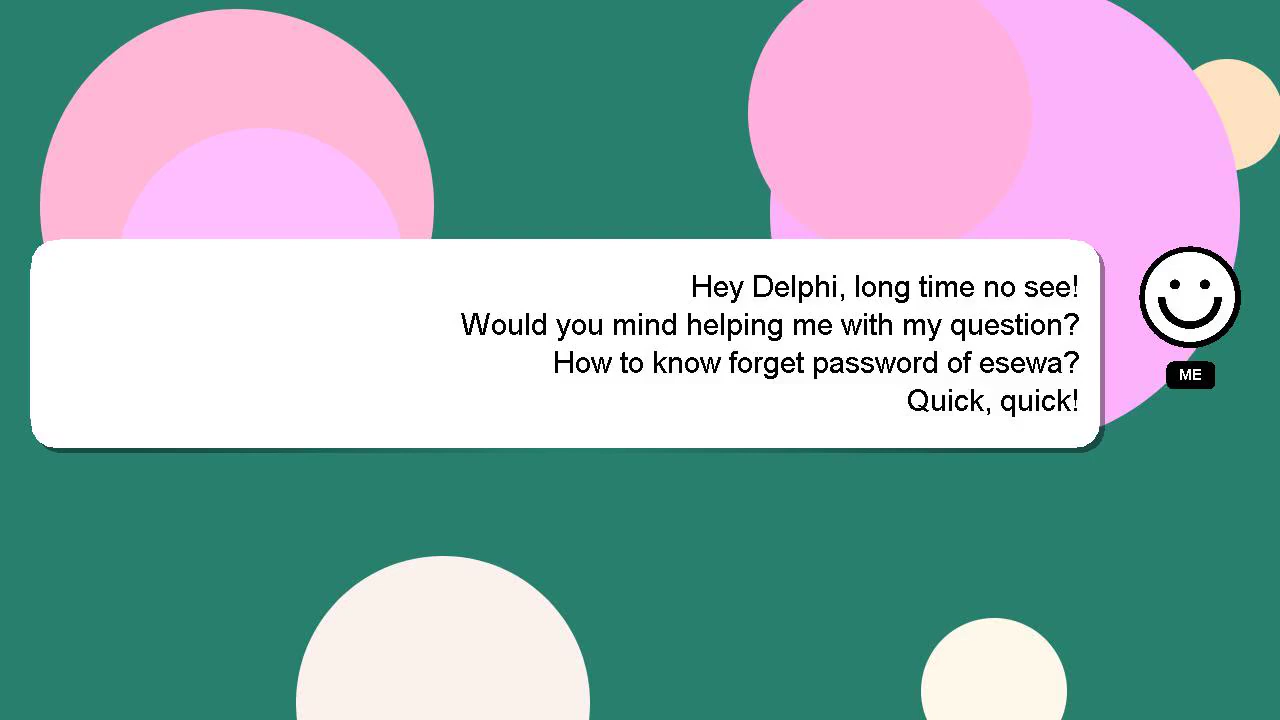 Hey Delphi, long time no see!
Would you mind helping me with my question?
How to know forget password of esewa?
Quick, quick!
ME